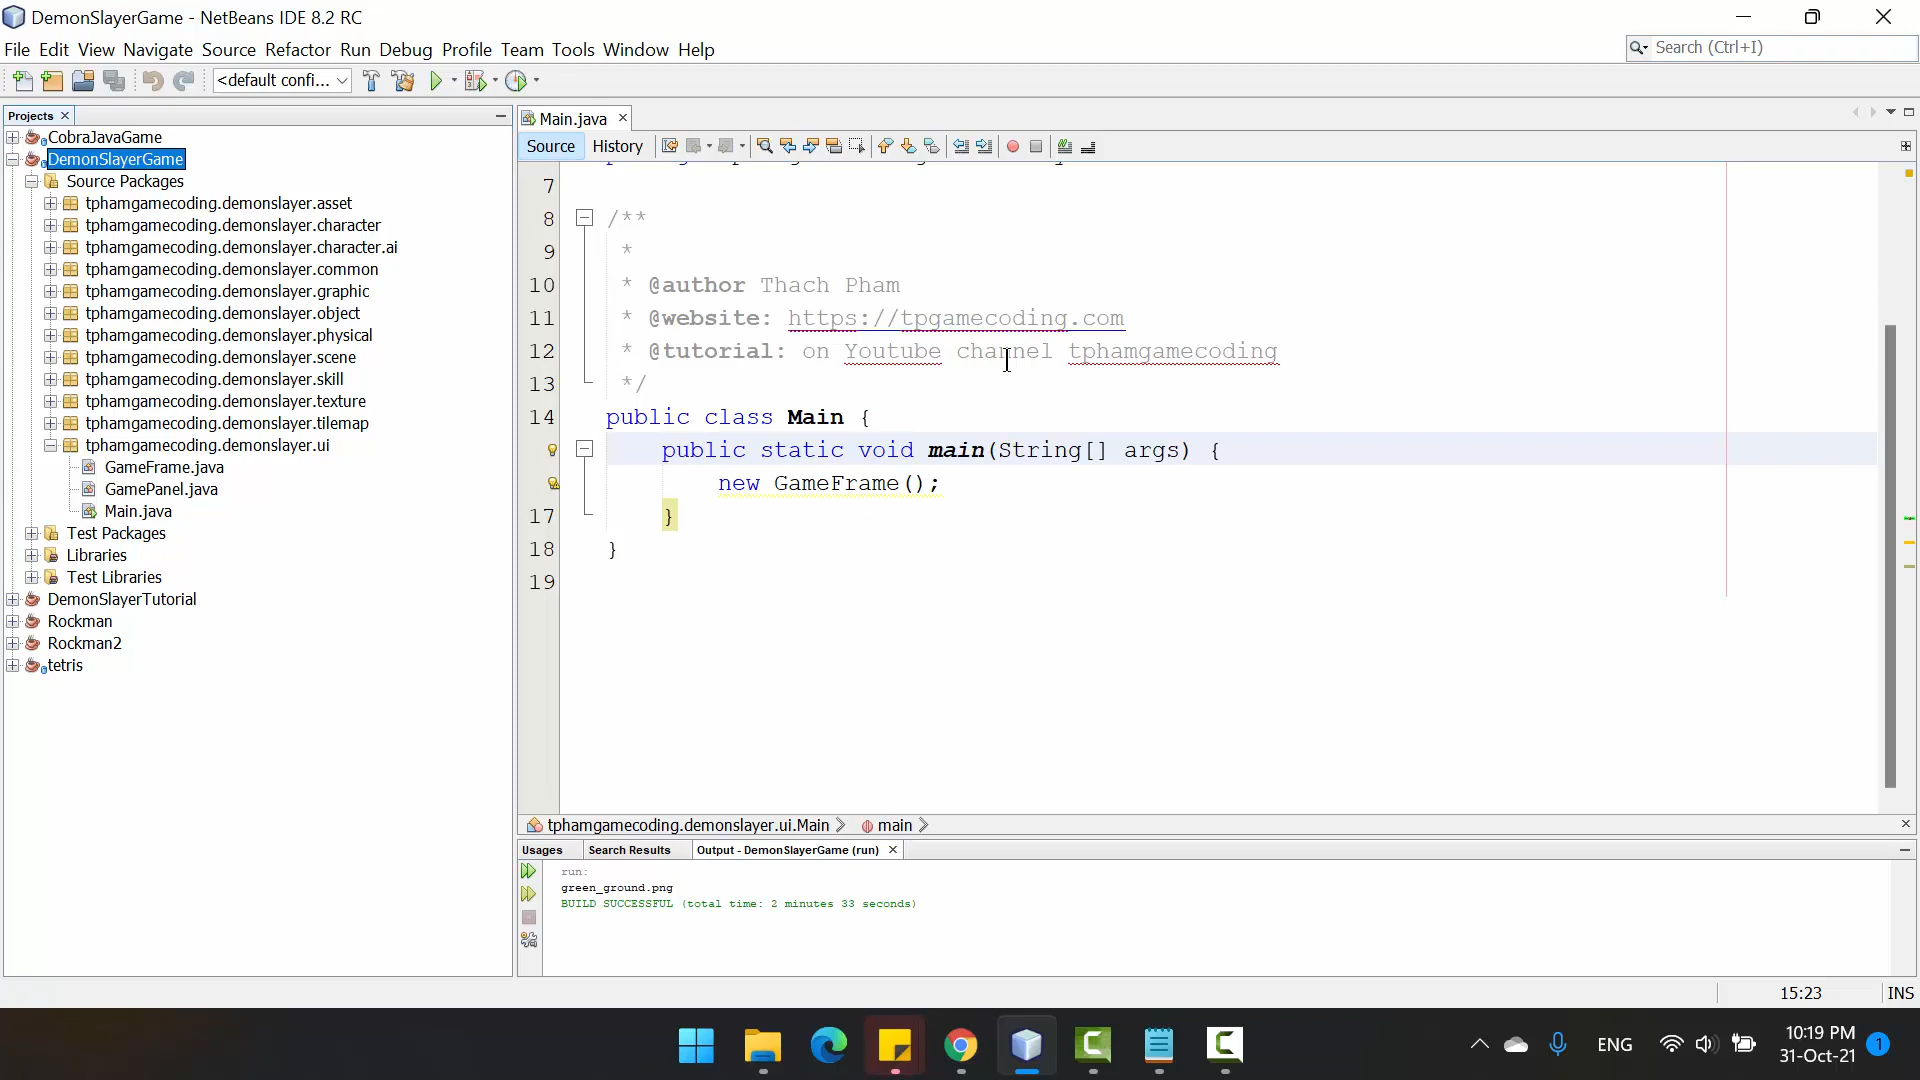 DemonSlayerGame - NetBeans IDE 8.2 RC
File Edit View Navigate Source Refactor Run Debug Profile Team Tools Window Help
Search (Ctrl+I)
<default confi...
Projects
CobraJavaGame
DemonSlayerGame
Source Packages
tphamgamecoding.demonslayer.asset
tphamgamecoding.demonslayer.character
tphamgamecoding.demonslayer.character.ai
tphamgamecoding.demonslayer.common
tphamgamecoding.demonslayer.graphic
tphamgamecoding.demonslayer.object
tphamgamecoding.demonslayer.physical
tphamgamecoding.demonslayer.scene
tphamgamecoding.demonslayer.skill
tphamgamecoding.demonslayer.texture
tphamgamecoding.demonslayer.tilemap
tphamgamecoding.demonslayer.ui
GameFrame.java
GamePanel.java
Main.java
Test Packages
Libraries
Test Libraries
DemonSlayerTutorial
Rockman
Rockman2
tetris
Main.java
Source History
7
8 /**
9 *
10 * @author Thach Pham
11 * @website: https://tpgamecoding.com
12 * @tutorial: on Youtube channel tphamgamecoding
13 */
14 public class Main {
public static void main(String[] args) {
new GameFrame();
17 }
18 }
19
tphamgamecoding.demonslayer.ui.Main main
Usages Search Results Output - DemonSlayerGame (run)
run:
green_ground.png
BUILD SUCCESSFUL (total time: 2 minutes 33 seconds)
15:23 INS
ENG
10:19 PM
31-Oct-21
1